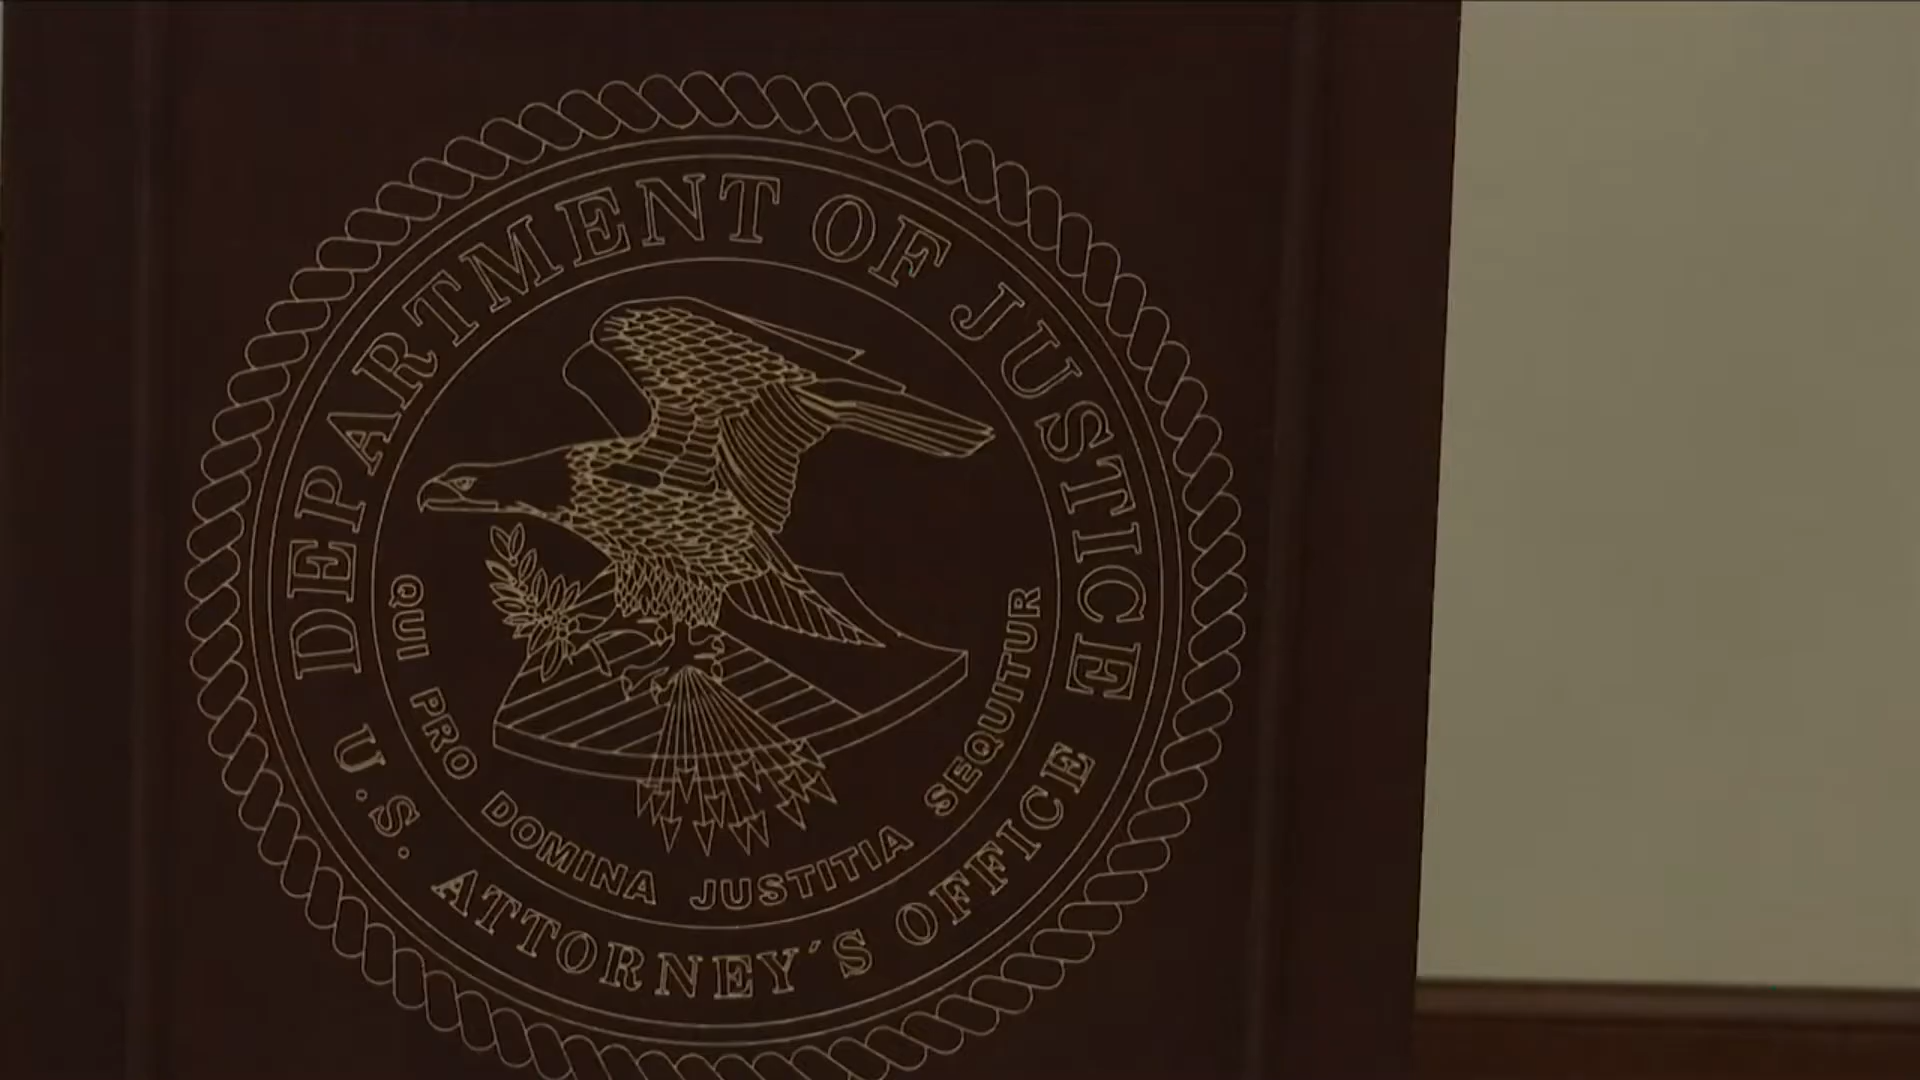 DEPARTMENT OF JUSTICE
QUI PRO DOMINA JUSTITIA SEQUITUR
U.S. ATTORNEY'S OFFICE